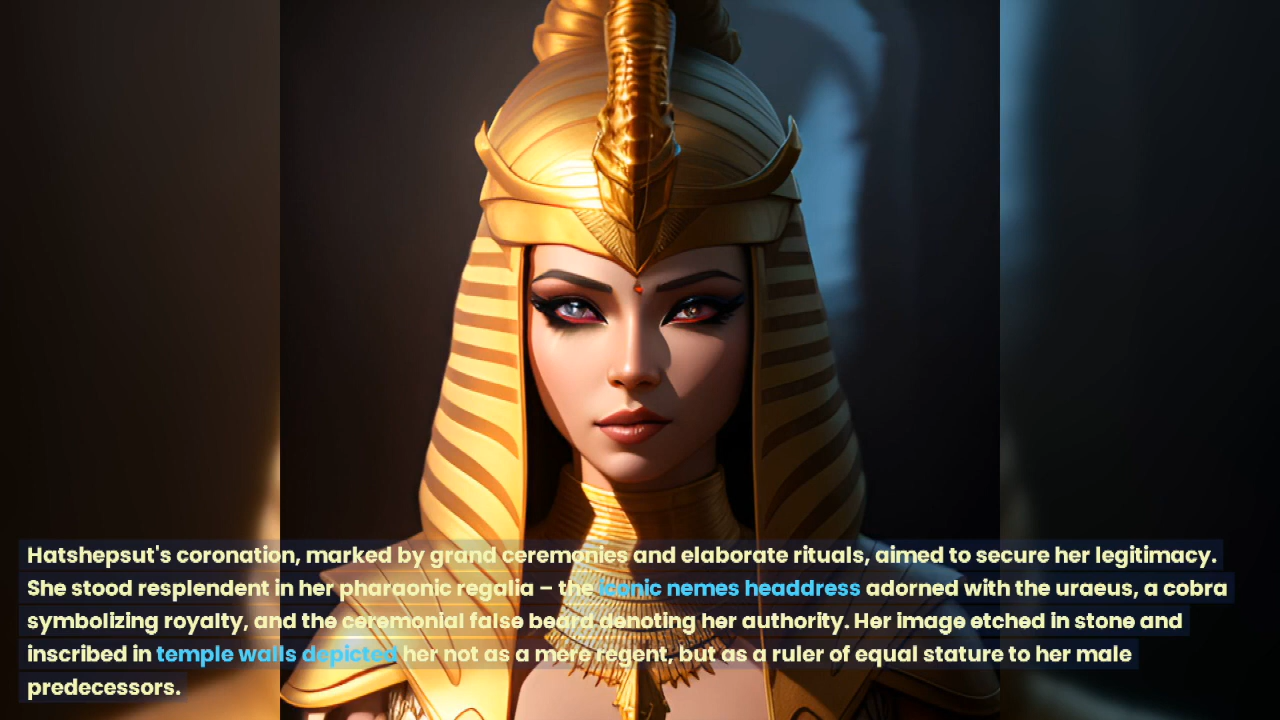 Hatshepsut's coronation, marked by grand ceremonies and elaborate rituals, aimed to secure her legitimacy.
She stood resplendent in her pharaonic regalia – the iconic nemes headdress adorned with the uraeus, a cobra
symbolizing royalty, and the ceremonial false beard denoting her authority. Her image etched in stone and
inscribed in temple walls depicted her not as a mere regent, but as a ruler of equal stature to her male
predecessors.